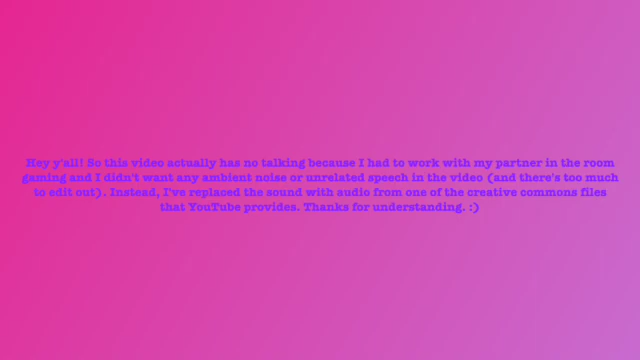 Hey y'all! So this video actually has no talking because I had to work with my partner in the room
gaming and I didn't want any ambient noise or unrelated speech in the video (and there's too much
to edit out). Instead, I've replaced the sound with audio from one of the creative commons files
that YouTube provides. Thanks for understanding. :)